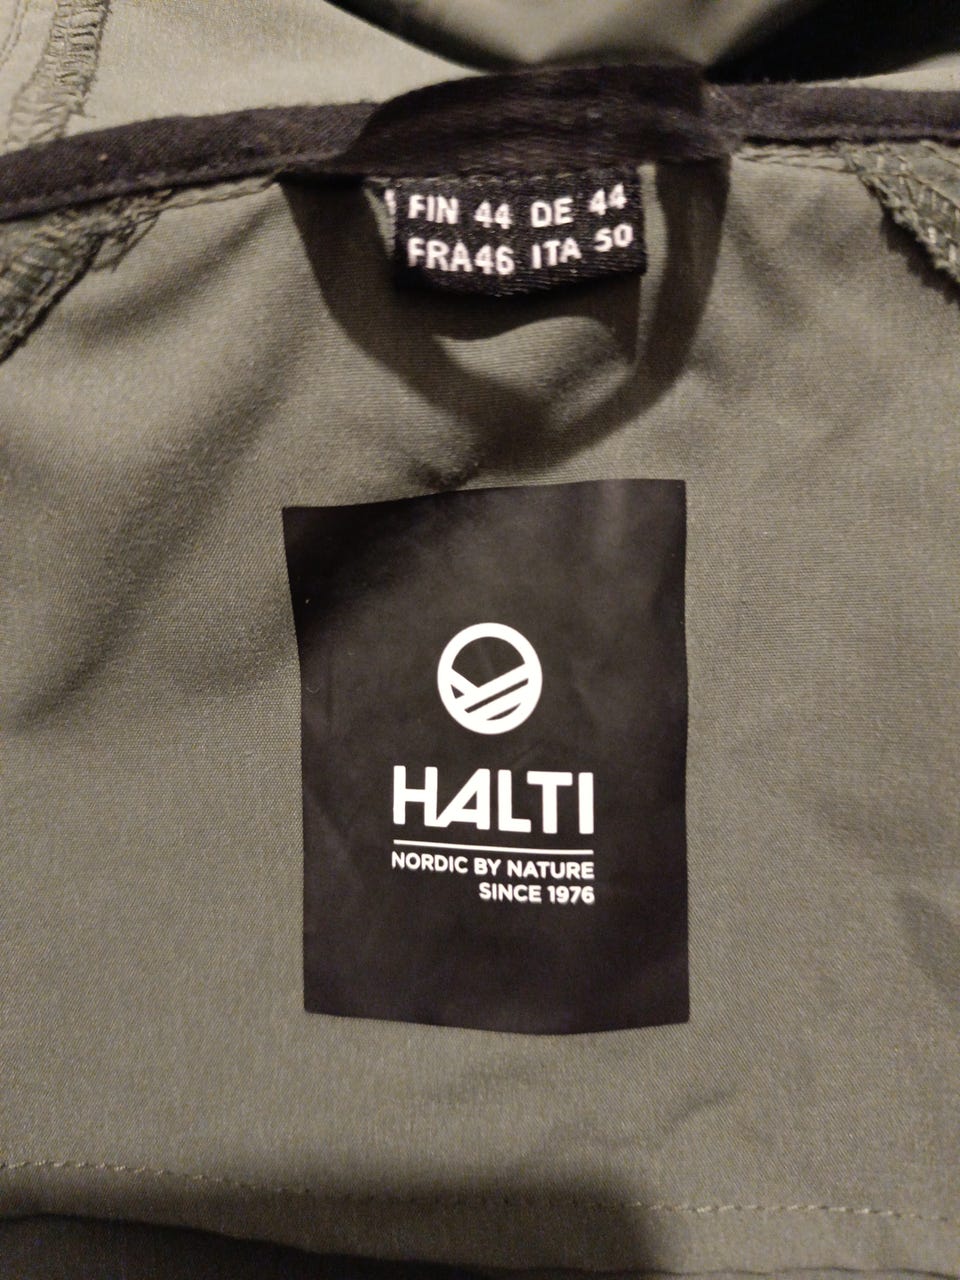 FIN 44 DE 44
FRA46 ITA 50
HALTI
NORDIC BY NATURE
SINCE 1976